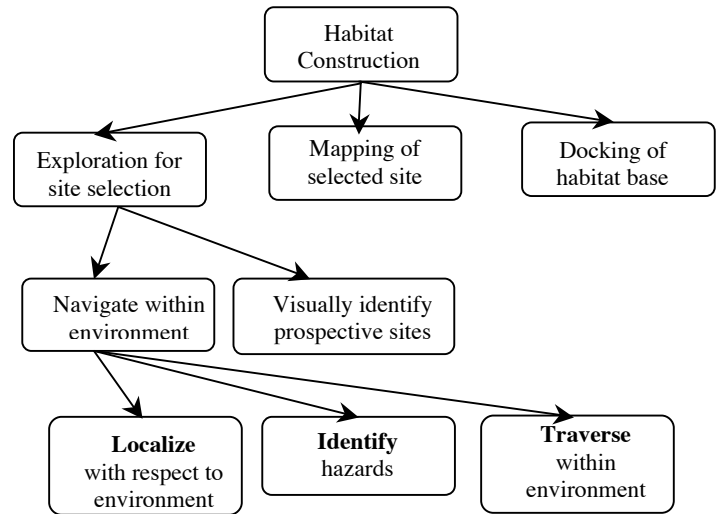 Habitat
Construction
Exploration for
site selection
Mapping of
selected site
Docking of
habitat base
Navigate within
environment
Visually identify
prospective sites
Localize
with respect to
environment
Identify
hazards
Traverse
within
environment